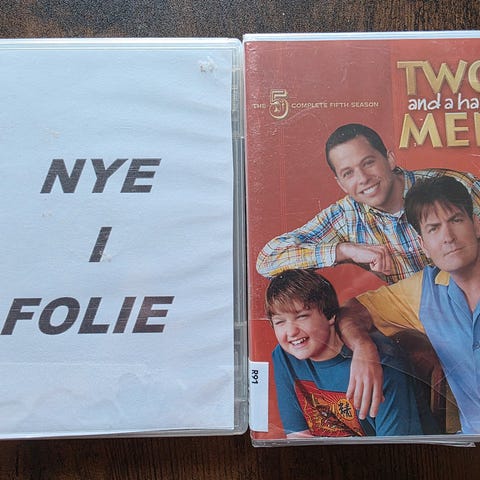 NYE
I
FOLIE
TWO
and a ha
MEN
THE 5 COMPLETE FIFTH SEASON
R91